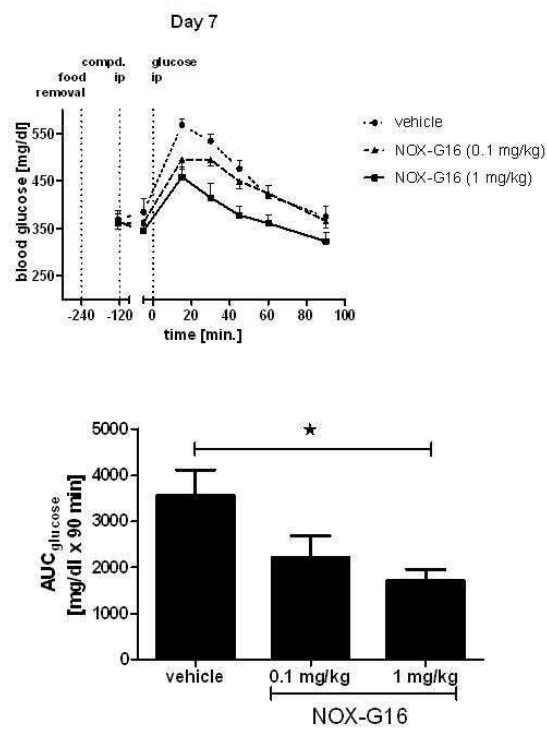 Day 7
compd. glucose
food ip ip
removal
blood glucose [mg/dl]
550
450
350
250
-240 -120 0 20 40 60 80 100
time [min.]
vehicle
NOX-G16 (0.1 mg/kg)
NOX-G16 (1 mg/kg)
AUCglucose
[mg/dl x 90 min]
5000
4000
3000
2000
1000
0
vehicle 0.1 mg/kg 1 mg/kg
NOX-G16